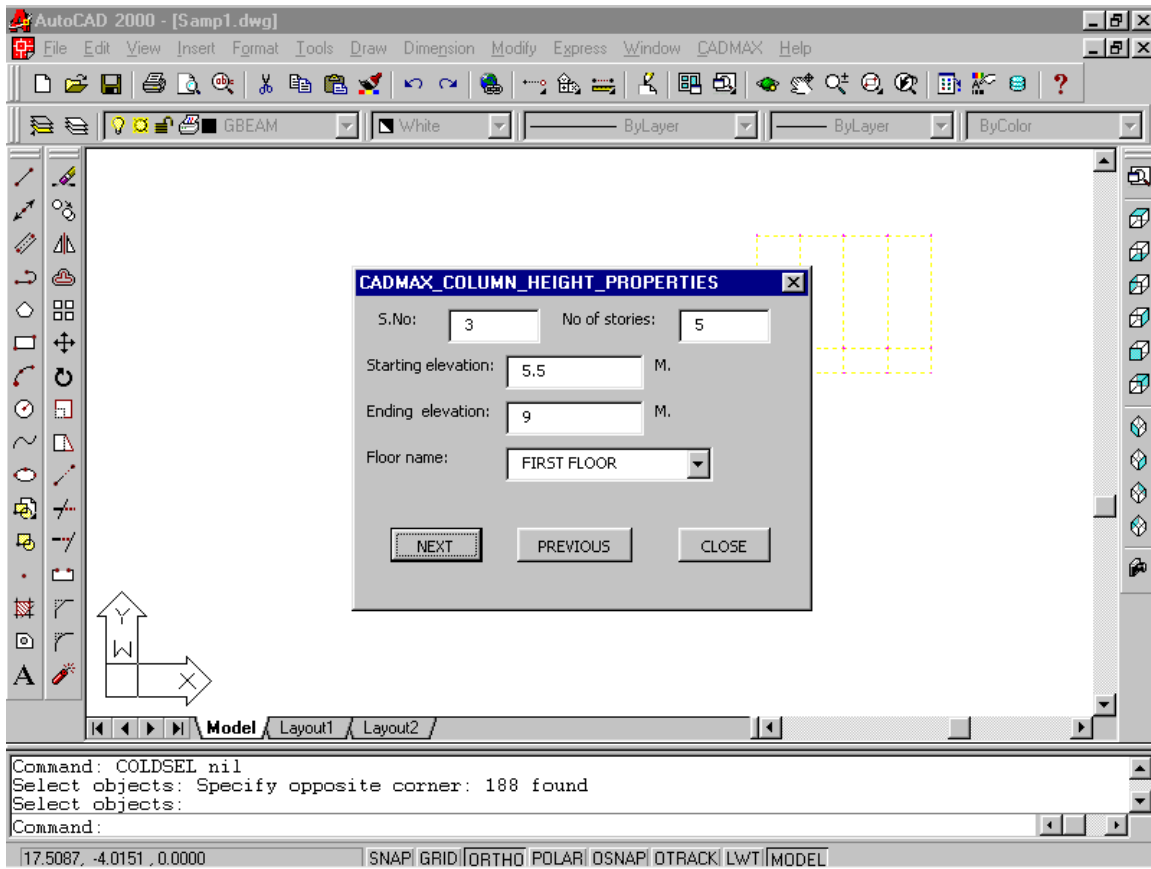 AutoCAD 2000 - [Samp1.dwg]
File Edit View Insert Format Tools Draw Dimension Modify Express Window CADMAX Help
GBEAM White ByLayer ByLayer ByColor
CADMAX_COLUMN_HEIGHT_PROPERTIES
S.No: 3 No of stories: 5
Starting elevation: 5.5 M.
Ending elevation: 9 M.
Floor name: FIRST FLOOR
NEXT PREVIOUS CLOSE
Y
W
X
A
Model Layout1 Layout2
Command: COLDSEL nil
Select objects: Specify opposite corner: 188 found
Select objects:
Command:
17.5087, -4.0151 , 0.0000 SNAP GRID ORTHO POLAR OSNAP OTRACK LWT MODEL